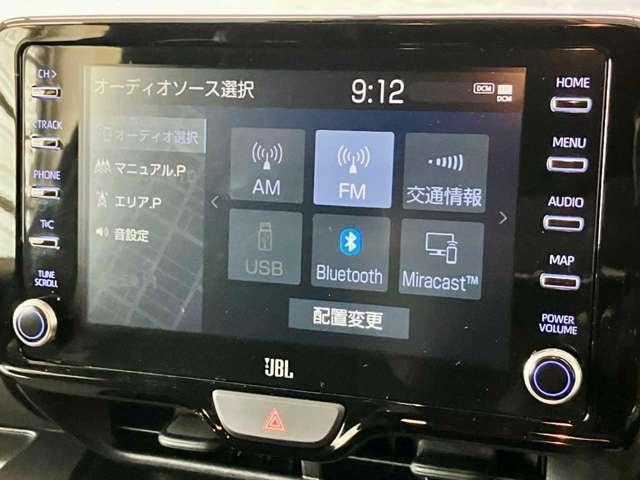 CH >
< TRACK
PHONE
TUNE
SCROLL
オーディオソース選択
9:12
DCM
DCM
オーディオ選択
マニュアル.P
エリア.P
音設定
AM
FM
交通情報
USB
Bluetooth
Miracast™
配置変更
JBL
HOME
MENU
AUDIO
MAP
POWER
VOLUME